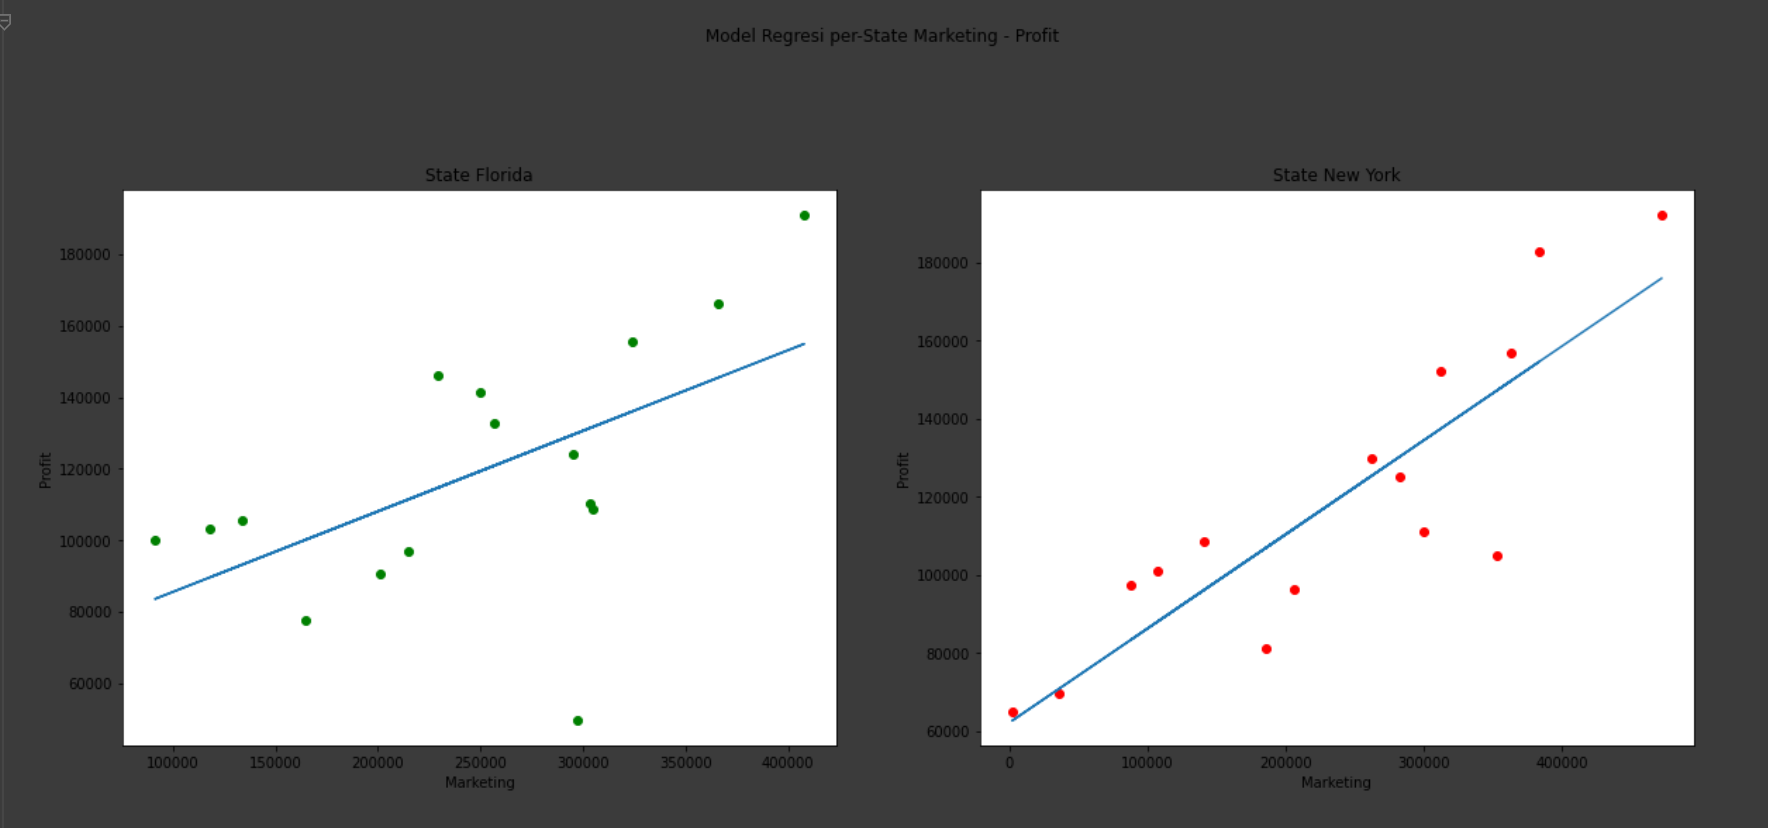 Model Regresi per-State Marketing - Profit
State Florida
180000
160000
140000
120000
100000
80000
60000
Profit
100000 150000 200000 250000 300000 350000 400000
Marketing
State New York
180000
160000
140000
120000
100000
80000
60000
Profit
0 100000 200000 300000 400000
Marketing